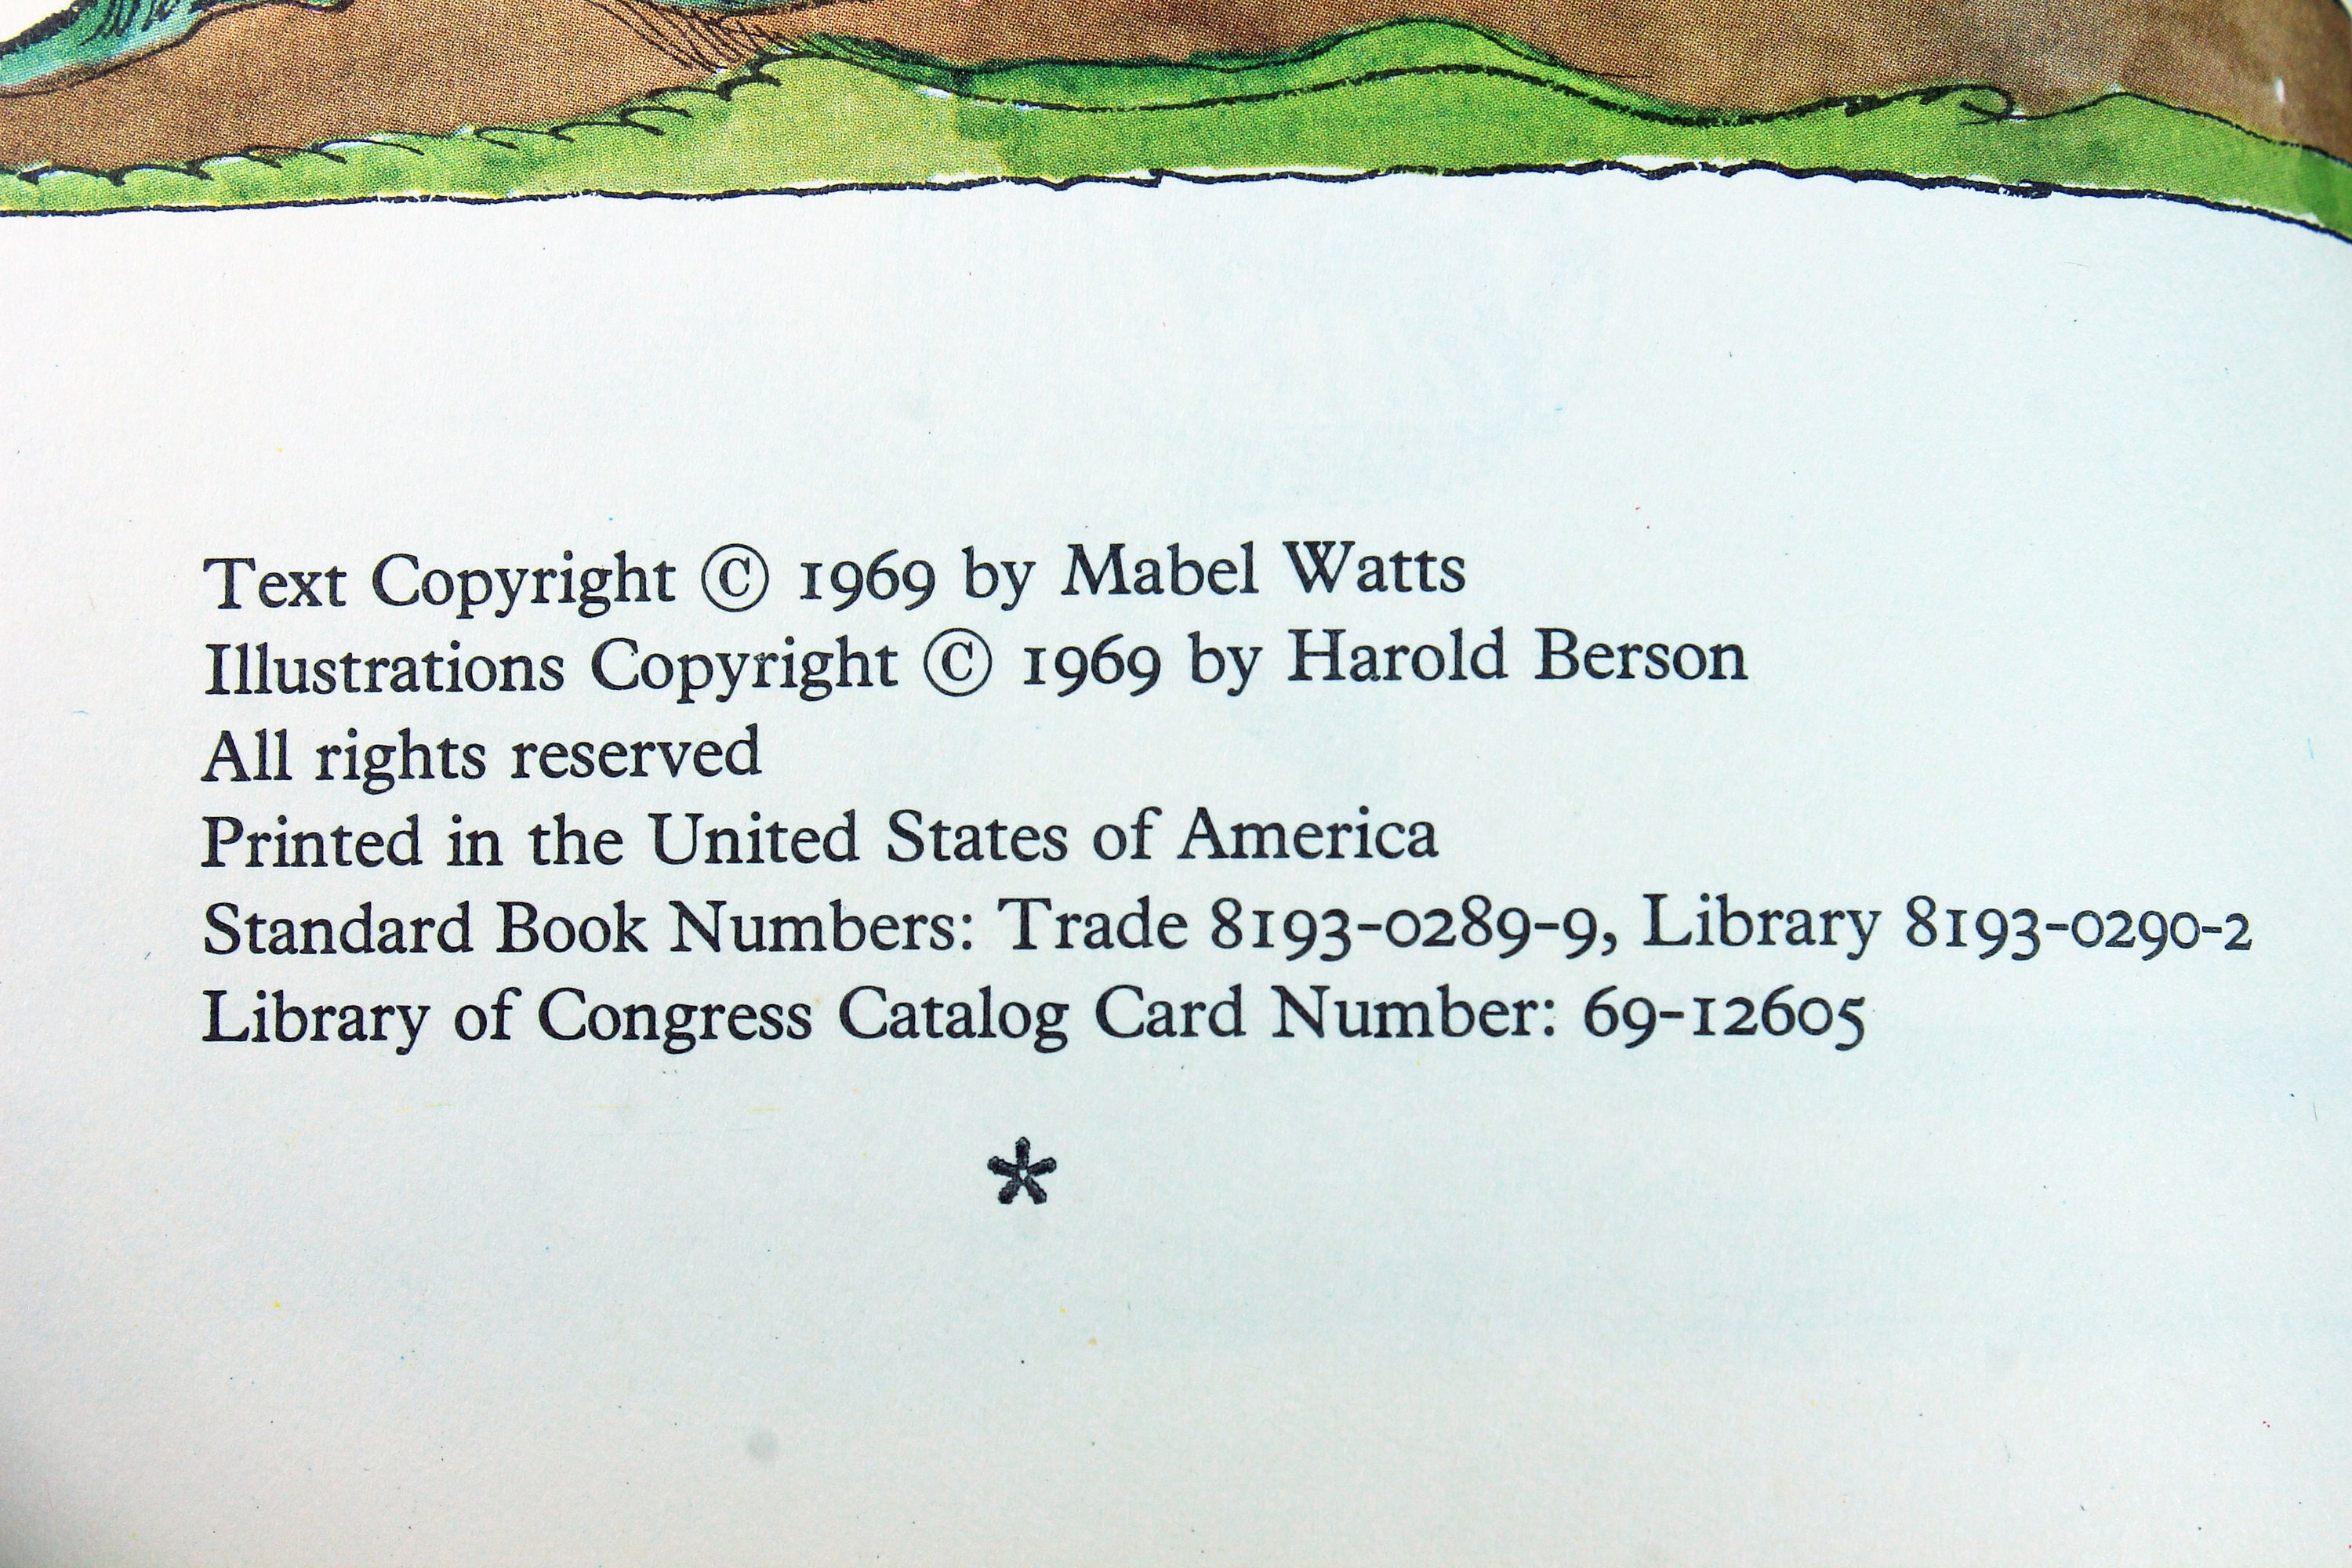 Text Copyright © 1969 by Mabel Watts
Illustrations Copyright © 1969 by Harold Berson
All rights reserved
Printed in the United States of America
Standard Book Numbers: Trade 8193-0289-9, Library 8193-0290-2
Library of Congress Catalog Card Number: 69-12605
*